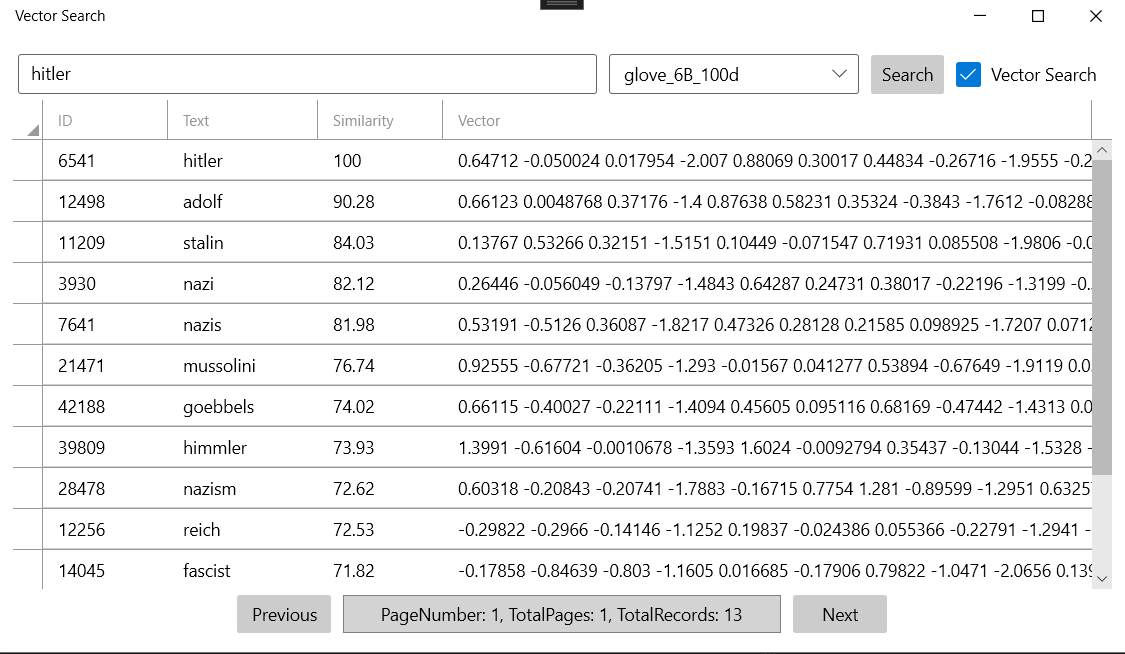 Vector Search
hitler glove_6B_100d Search Vector Search
ID Text Similarity Vector
6541 hitler 100 0.64712 -0.050024 0.017954 -2.007 0.88069 0.30017 0.44834 -0.26716 -1.9555 -0.2
12498 adolf 90.28 0.66123 0.0048768 0.37176 -1.4 0.87638 0.58231 0.35324 -0.3843 -1.7612 -0.08288
11209 stalin 84.03 0.13767 0.53266 0.32151 -1.5151 0.10449 -0.071547 0.71931 0.085508 -1.9806 -0.0
3930 nazi 82.12 0.26446 -0.056049 -0.13797 -1.4843 0.64287 0.24731 0.38017 -0.22196 -1.3199 -0.
7641 nazis 81.98 0.53191 -0.5126 0.36087 -1.8217 0.47326 0.28128 0.21585 0.098925 -1.7207 0.0712
21471 mussolini 76.74 0.92555 -0.67721 -0.36205 -1.293 -0.01567 0.041277 0.53894 -0.67649 -1.9119 0.0
42188 goebbels 74.02 0.66115 -0.40027 -0.22111 -1.4094 0.45605 0.095116 0.68169 -0.47442 -1.4313 0.0
39809 himmler 73.93 1.3991 -0.61604 -0.0010678 -1.3593 1.6024 -0.0092794 0.35437 -0.13044 -1.5328 -
28478 nazism 72.62 0.60318 -0.20843 -0.20741 -1.7883 -0.16715 0.7754 1.281 -0.89599 -1.2951 0.6325
12256 reich 72.53 -0.29822 -0.2966 -0.14146 -1.1252 0.19837 -0.024386 0.055366 -0.22791 -1.2941 -
14045 fascist 71.82 -0.17858 -0.84639 -0.803 -1.1605 0.016685 -0.17906 0.79822 -1.0471 -2.0656 0.139
Previous PageNumber: 1, TotalPages: 1, TotalRecords: 13 Next